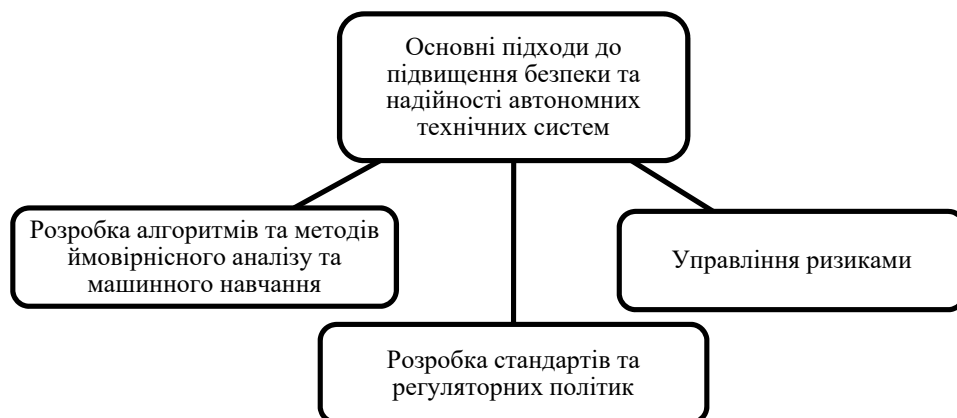 Основні підходи до
підвищення безпеки та
надійності автономних
технічних систем
Розробка алгоритмів та методів
ймовірнісного аналізу та
машинного навчання
Управління ризиками
Розробка стандартів та
регуляторних політик